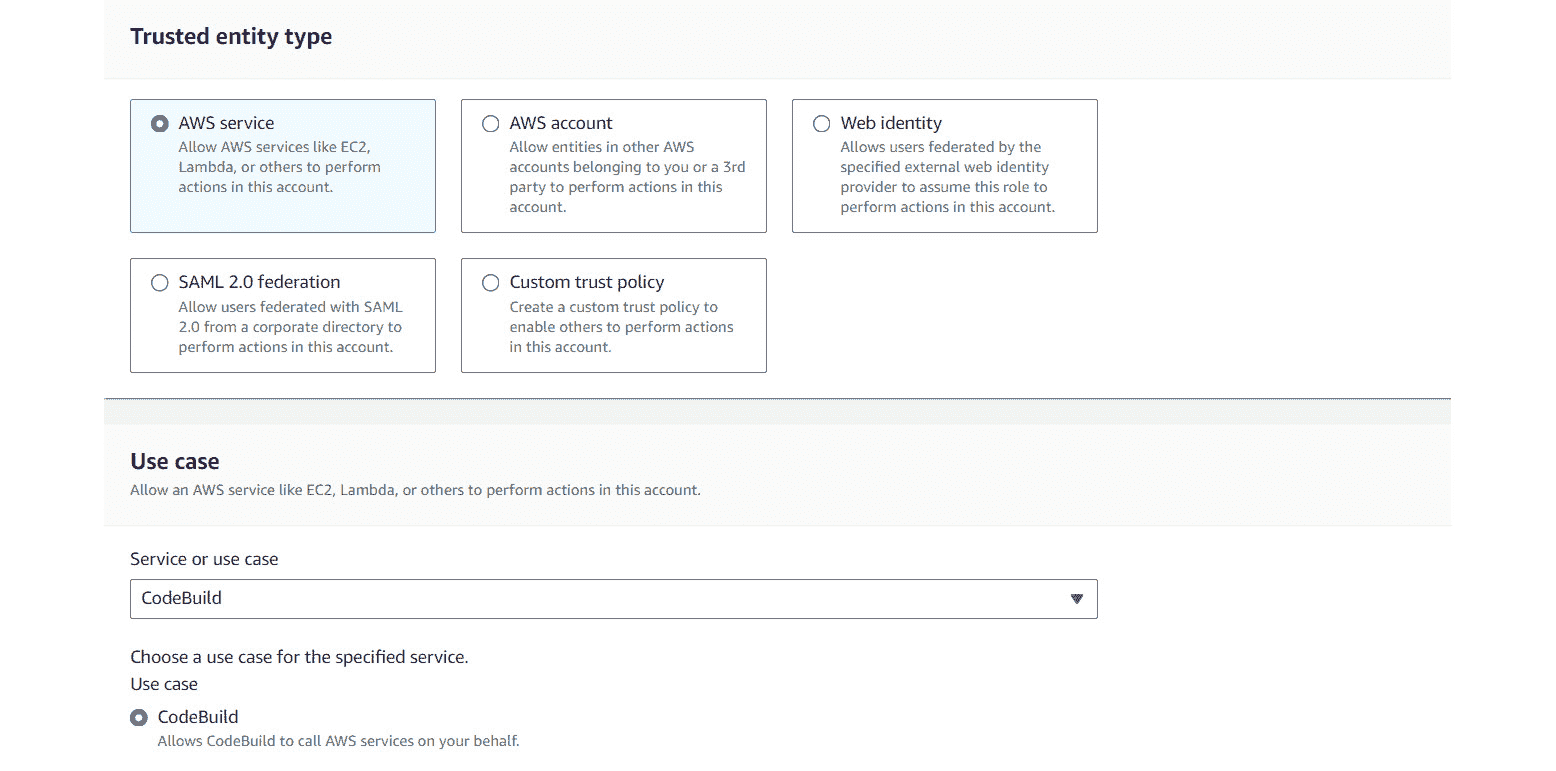 Trusted entity type
AWS service
Allow AWS services like EC2,
Lambda, or others to perform
actions in this account.
AWS account
Allow entities in other AWS
accounts belonging to you or a 3rd
party to perform actions in this
account.
Web identity
Allows users federated by the
specified external web identity
provider to assume this role to
perform actions in this account.
SAML 2.0 federation
Allow users federated with SAML
2.0 from a corporate directory to
perform actions in this account.
Custom trust policy
Create a custom trust policy to
enable others to perform actions
in this account.
Use case
Allow an AWS service like EC2, Lambda, or others to perform actions in this account.
Service or use case
CodeBuild
Choose a use case for the specified service.
Use case
CodeBuild
Allows CodeBuild to call AWS services on your behalf.